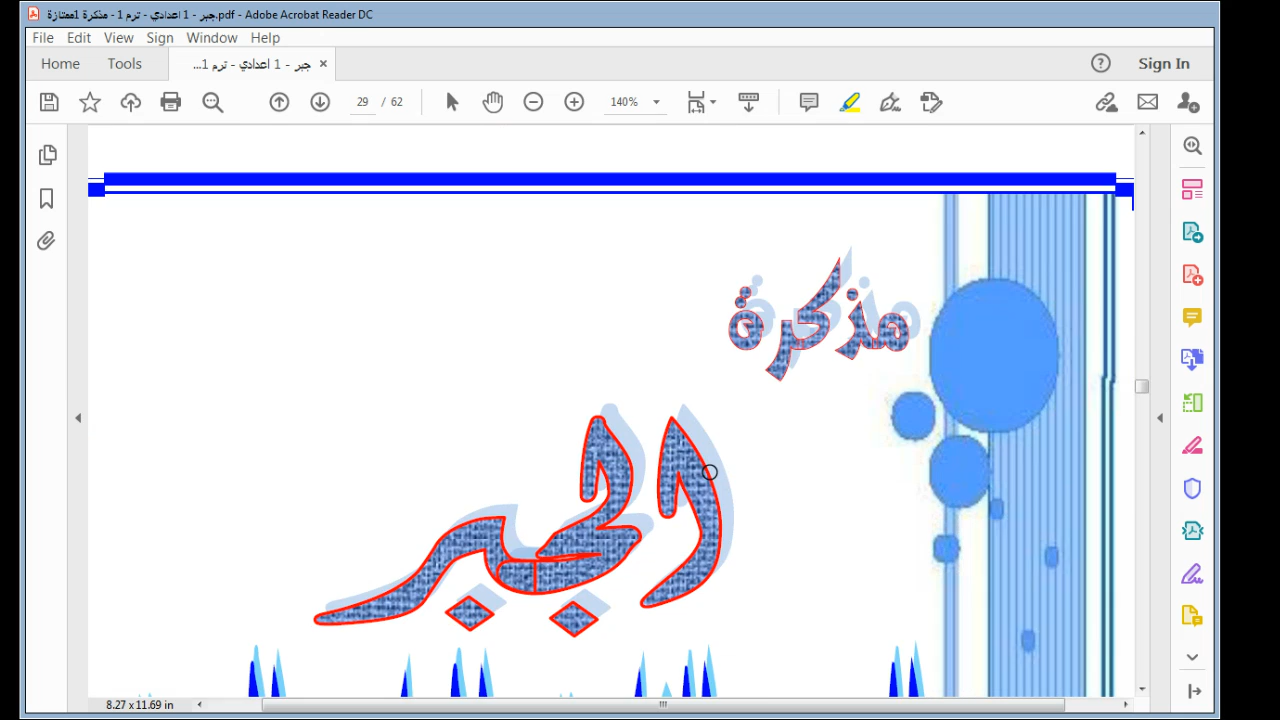 جبر - 1 اعدادي - ترم 1 - مذكرة 1ممتازة.pdf - Adobe Acrobat Reader DC
File Edit View Sign Window Help
Home Tools جبر - 1 اعدادي - ترم 1... × ? Sign In
29 / 62 140%
مذكرة
الجبر
8.27 x 11.69 in